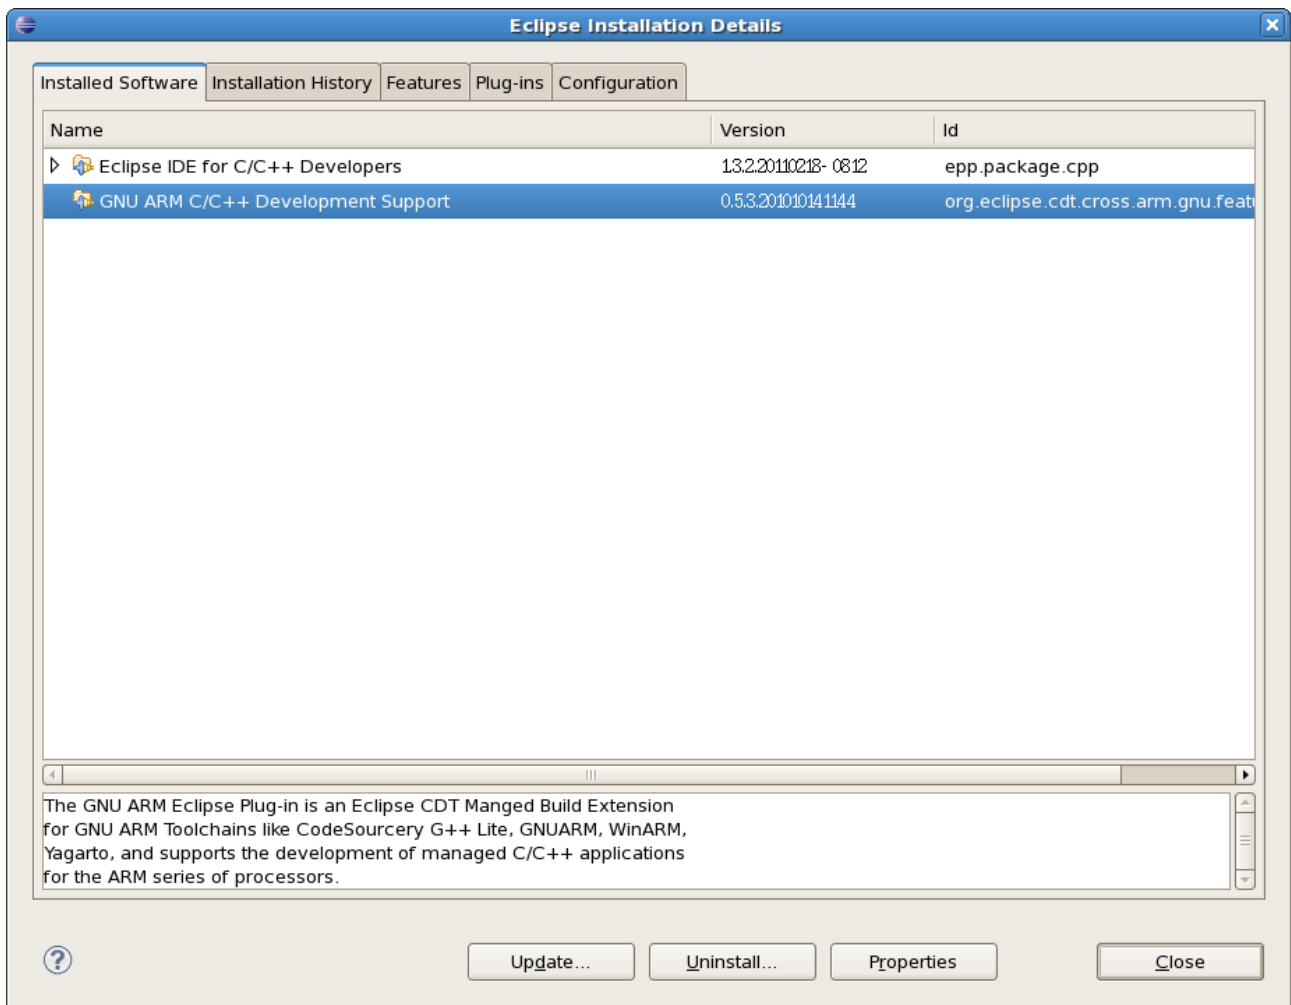 Eclipse Installation Details
Installed Software Installation History Features Plug-ins Configuration
Name Version Id
Eclipse IDE for C/C++ Developers 1.3.2.20110218-0812 epp.package.cpp
GNU ARM C/C++ Development Support 0.5.3.201010141144 org.eclipse.cdt.cross.arm.gnu.feat
The GNU ARM Eclipse Plug-in is an Eclipse CDT Manged Build Extension
for GNU ARM Toolchains like CodeSourcery G++ Lite, GNUARM, WinARM,
Yagarto, and supports the development of managed C/C++ applications
for the ARM series of processors.
? Update... Uninstall... Properties Close